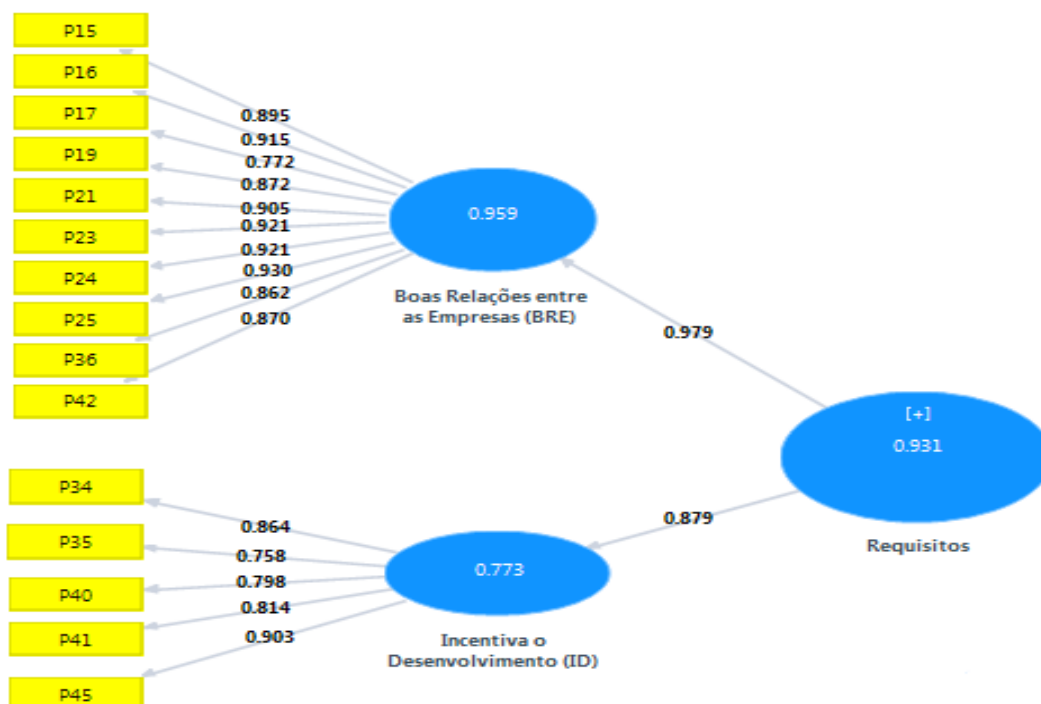 P15
P16
P17
P19
P21
P23
P24
P25
P36
P42
0.895
0.915
0.772
0.872
0.905
0.921
0.921
0.930
0.862
0.870
0.959
Boas Relações entre
as Empresas (BRE)
0.979
[+]
0.931
Requisitos
0.879
P34
P35
P40
P41
P45
0.864
0.758
0.798
0.814
0.903
0.773
Incentiva o
Desenvolvimento (ID)